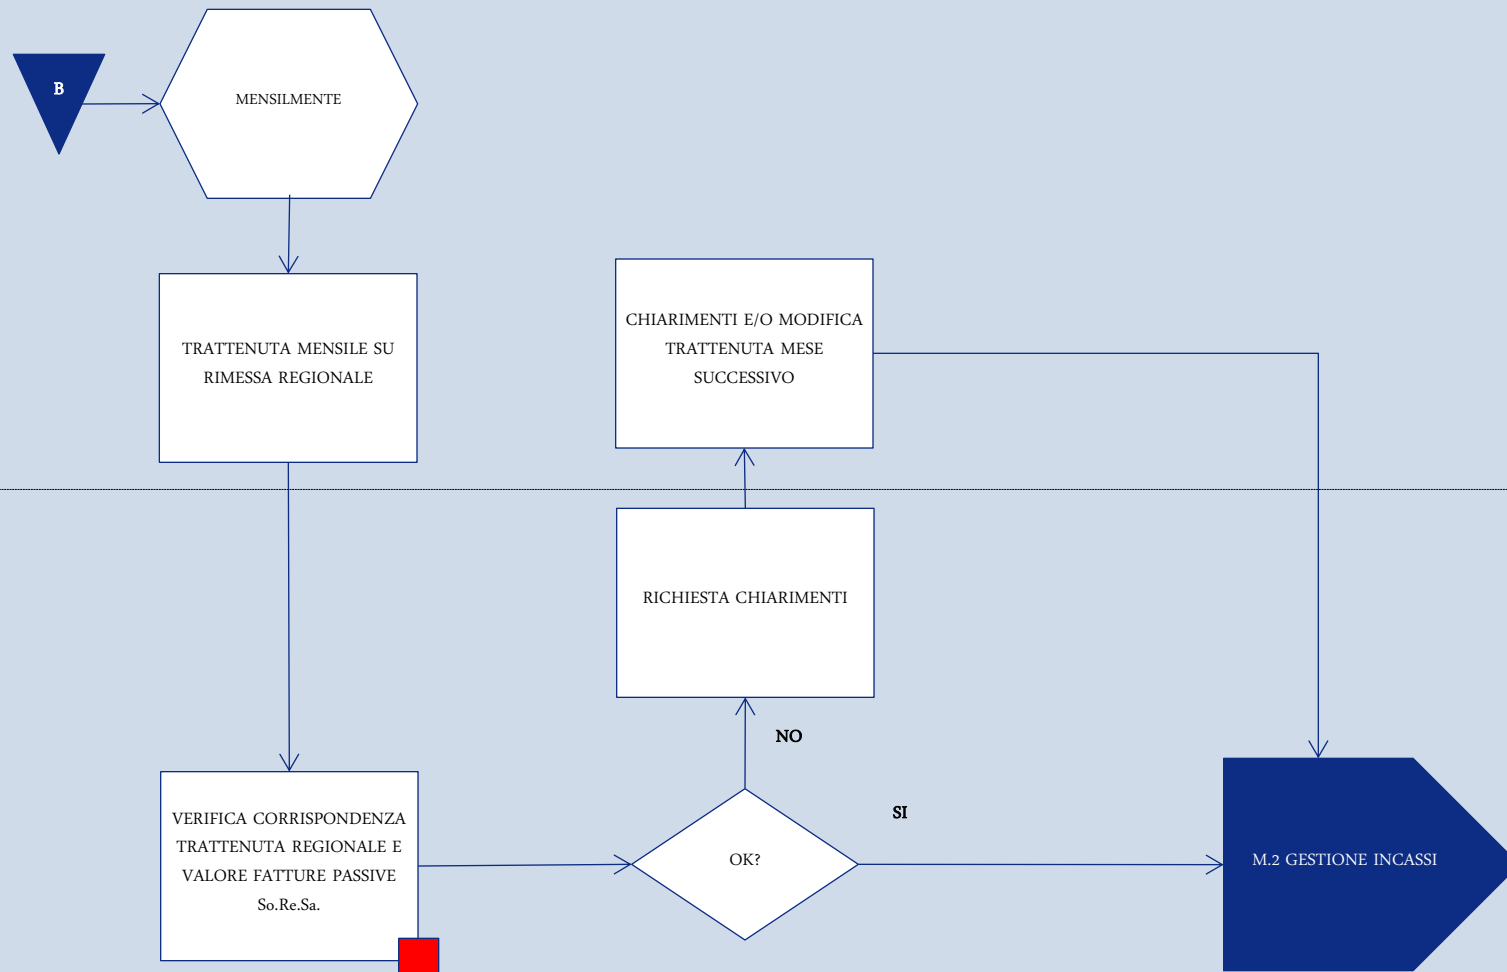 B
MENSILMENTE
TRATTENUTA MENSILE SU
RIMESSA REGIONALE
CHIARIMENTI E/O MODIFICA
TRATTENUTA MESE
SUCCESSIVO
RICHIESTA CHIARIMENTI
NO
SI
VERIFICA CORRISPONDENZA
TRATTENUTA REGIONALE E
VALORE FATTURE PASSIVE
So.Re.Sa.
OK?
M.2 GESTIONE INCASSI